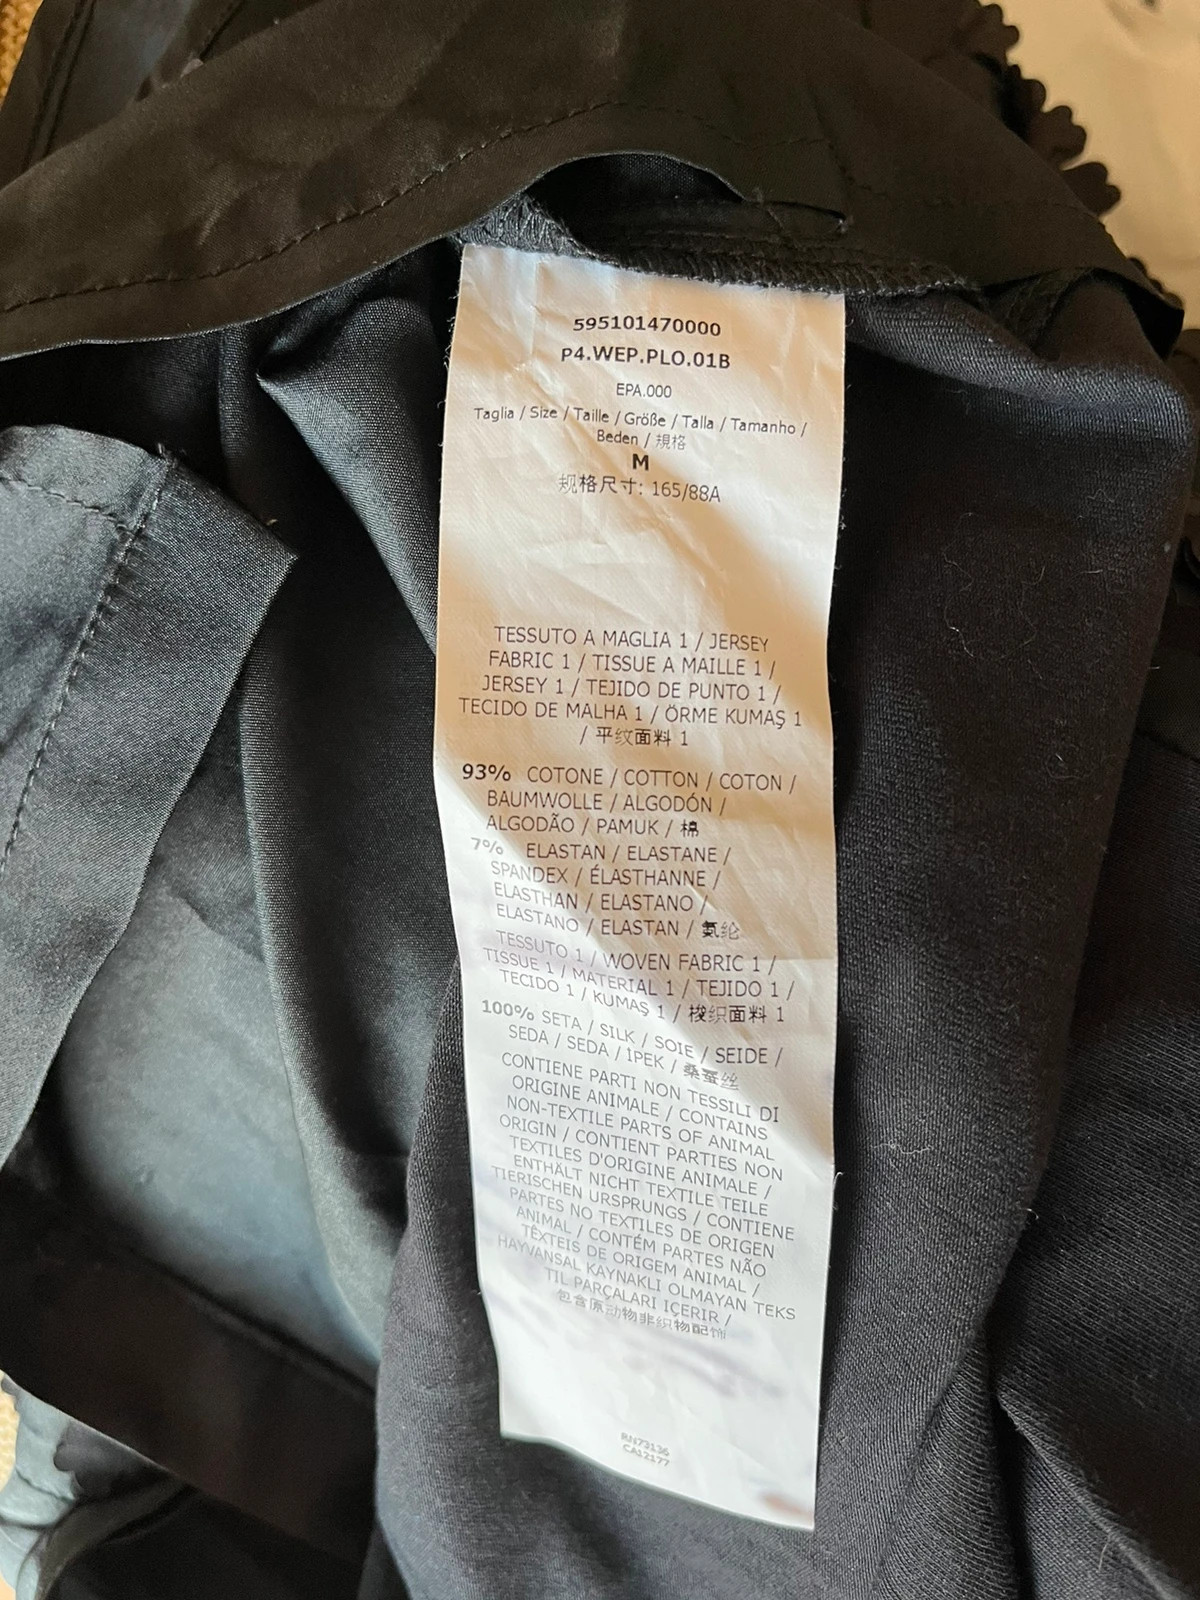 595101470000
P4.WEP.PLO.01B
EPA.000
Taglia / Size / Taille / Größe / Talla / Tamanho /
Beden / 規格
M
规格尺寸: 165/88A
TESSUTO A MAGLIA 1 / JERSEY
FABRIC 1 / TISSUE A MAILLE 1 /
JERSEY 1 / TEJIDO DE PUNTO 1 /
TECIDO DE MALHA 1 / ÖRME KUMAŞ 1
/ 平纹面料 1
93% COTONE / COTTON / COTON /
BAUMWOLLE / ALGODÓN /
ALGODÃO / PAMUK / 棉
7% ELASTAN / ELASTANE /
SPANDEX / ÉLASTHANNE /
ELASTHAN / ELASTANO /
ELASTANO / ELASTAN / 氨纶
TESSUTO 1 / WOVEN FABRIC 1 /
TISSUE 1 / MATERIAL 1 / TEJIDO 1 /
TECIDO 1 / KUMAŞ 1 / 梭织面料 1
100% SETA / SILK / SOIE / SEIDE /
SEDA / SEDA / IPEK / 桑蚕丝
CONTIENE PARTI NON TESSILI DI
ORIGINE ANIMALE / CONTAINS
NON-TEXTILE PARTS OF ANIMAL
ORIGIN / CONTIENT PARTIES NON
TEXTILES D'ORIGINE ANIMALE /
ENTHÄLT NICHT TEXTILE TEILE
TIERISCHEN URSPRUNGS / CONTIENE
PARTES NO TEXTILES DE ORIGEN
ANIMAL / CONTÉM PARTES NÃO
TÊXTEIS DE ORIGEM ANIMAL /
HAYVANSAL KAYNAKLI OLMAYAN TEKS
TIL PARÇALARI IÇERIR /
包含原动物非织物配饰
RN73136
CA12177